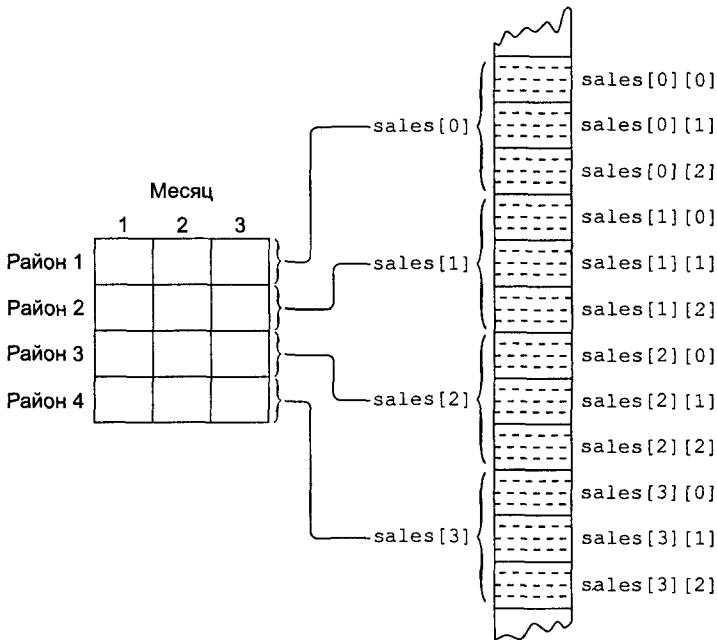 Месяц
1 2 3
Район 1
Район 2
Район 3
Район 4
sales[0]
sales[1]
sales[2]
sales[3]
sales[0][0]
sales[0][1]
sales[0][2]
sales[1][0]
sales[1][1]
sales[1][2]
sales[2][0]
sales[2][1]
sales[2][2]
sales[3][0]
sales[3][1]
sales[3][2]